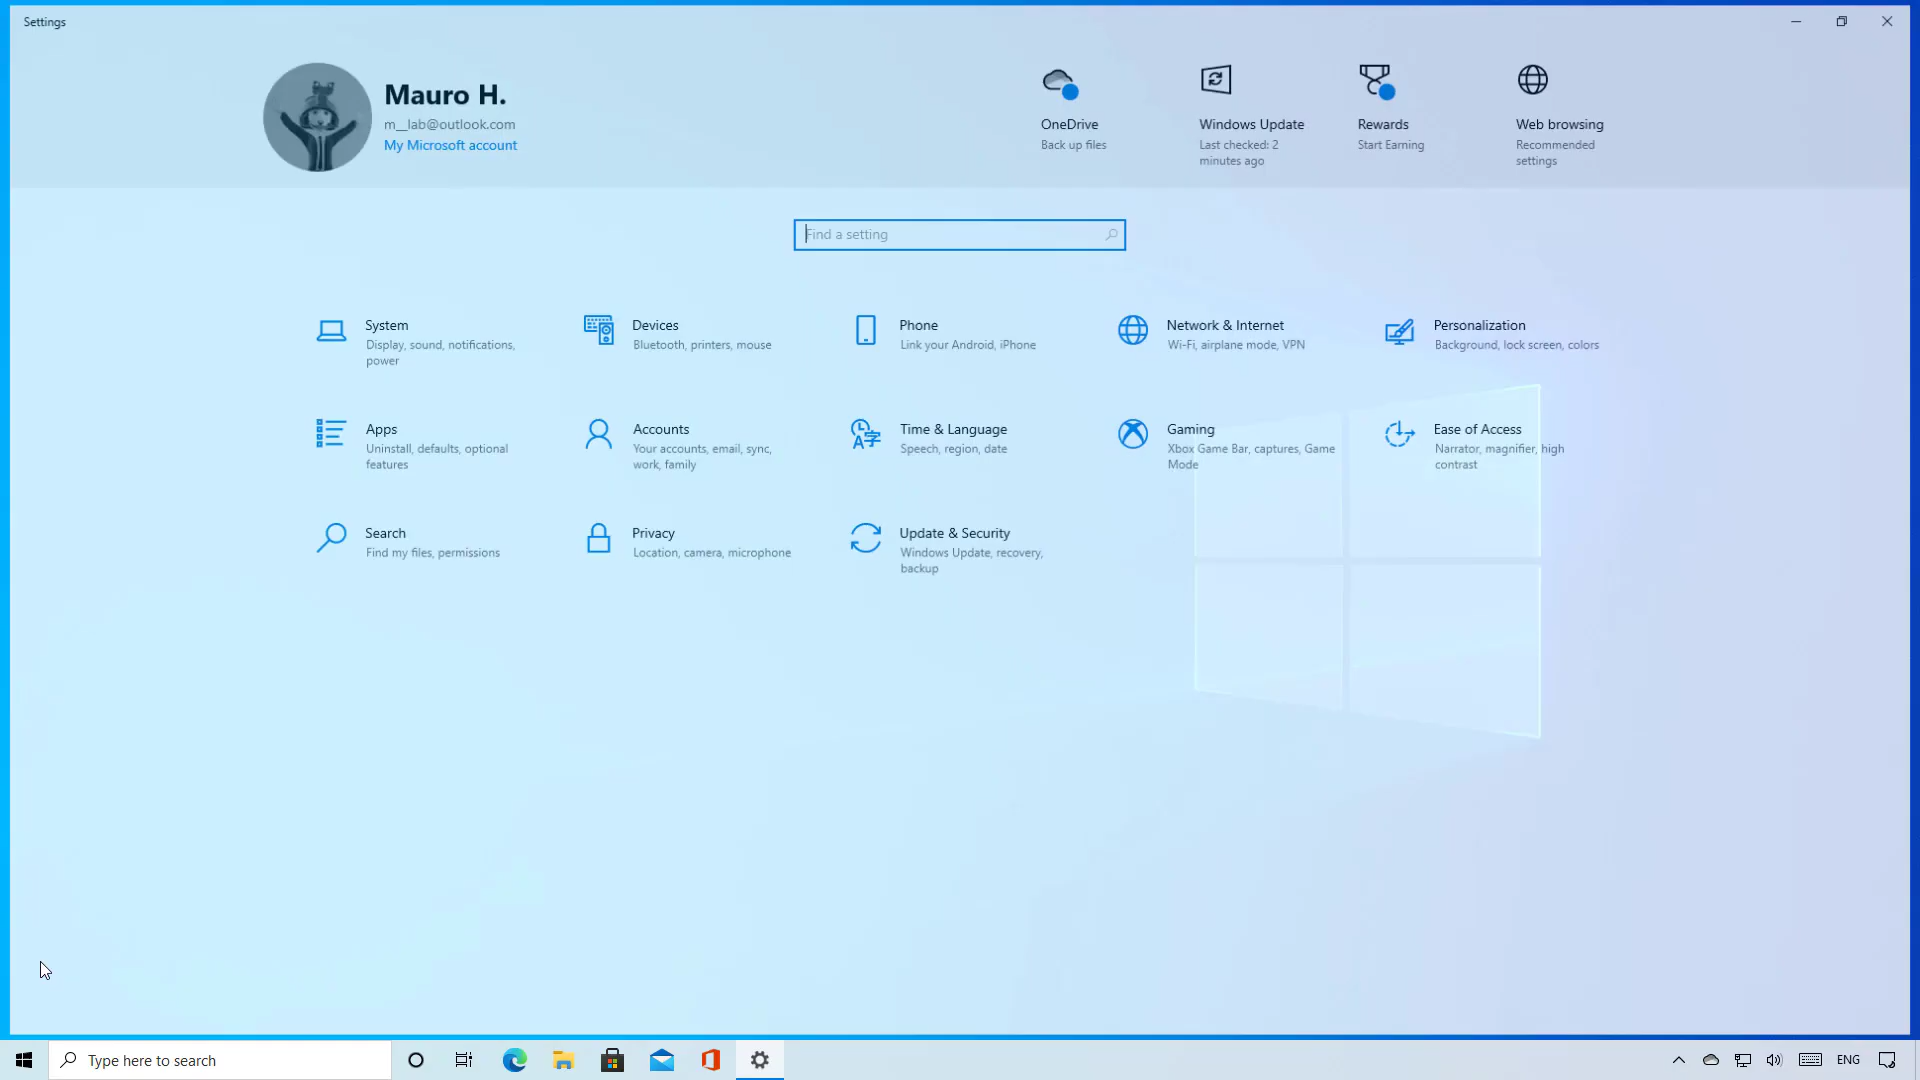 Settings
Mauro H.
m__lab@outlook.com
My Microsoft account
OneDrive
Back up files
Windows Update
Last checked: 2
minutes ago
Rewards
Start Earning
Web browsing
Recommended
settings
Find a setting
System
Display, sound, notifications,
power
Devices
Bluetooth, printers, mouse
Phone
Link your Android, iPhone
Network & Internet
Wi-Fi, airplane mode, VPN
Personalization
Background, lock screen, colors
Apps
Uninstall, defaults, optional
features
Accounts
Your accounts, email, sync,
work, family
Time & Language
Speech, region, date
Gaming
Xbox Game Bar, captures, Game
Mode
Ease of Access
Narrator, magnifier, high
contrast
Search
Find my files, permissions
Privacy
Location, camera, microphone
Update & Security
Windows Update, recovery,
backup
Type here to search
ENG